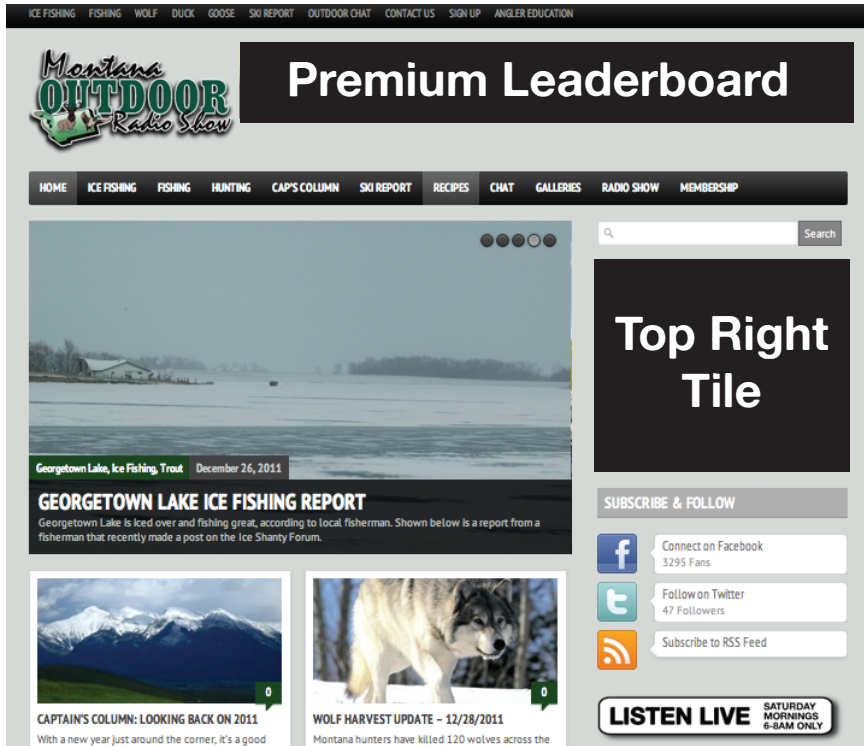 ICE FISHING FISHING WOLF DUCK GOOSE SKI REPORT OUTDOOR CHAT CONTACT US SIGN UP ANGLER EDUCATION
Montana
OUTDOOR
Radio Show
Premium Leaderboard
HOME ICE FISHING FISHING HUNTING CAP'S COLUMN SKI REPORT RECIPES CHAT GALLERIES RADIO SHOW MEMBERSHIP
Search
Top Right
Tile
Georgetown Lake, Ice Fishing, Trout December 26, 2011
GEORGETOWN LAKE ICE FISHING REPORT
Georgetown Lake is iced over and fishing great, according to local fisherman. Shown below is a report from a
fisherman that recently made a post on the Ice Shanty Forum.
SUBSCRIBE & FOLLOW
f
Connect on Facebook
3295 Fans
t
Follow on Twitter
47 Followers
Subscribe to RSS Feed
0
CAPTAIN'S COLUMN: LOOKING BACK ON 2011
With a new year just around the corner, it's a good
0
WOLF HARVEST UPDATE – 12/28/2011
Montana hunters have killed 120 wolves across the
LISTEN LIVE
SATURDAY
MORNINGS
6-8AM ONLY